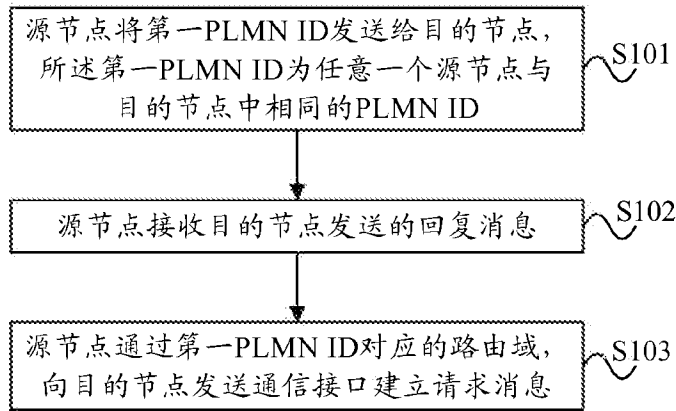 源节点将第一PLMN ID发送给目的节点，
所述第一PLMN ID为任意一个源节点与
目的节点中相同的PLMN ID
S101
源节点接收目的节点发送的回复消息
S102
源节点通过第一PLMN ID对应的路由域，
向目的节点发送通信接口建立请求消息
S103